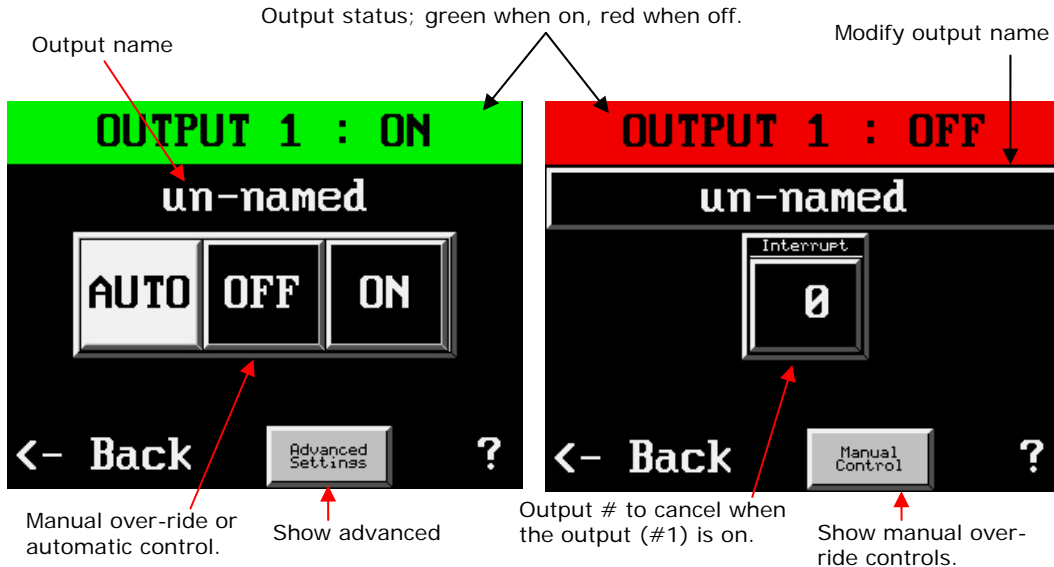 Output status; green when on, red when off.
Output name
Modify output name
OUTPUT 1 : ON
un-named
AUTO OFF ON
<- Back
Advanced
Settings
?
Manual over-ride or
automatic control.
Show advanced
OUTPUT 1 : OFF
un-named
Interrupt
0
<- Back
Manual
Control
?
Output # to cancel when
the output (#1) is on.
Show manual over-
ride controls.